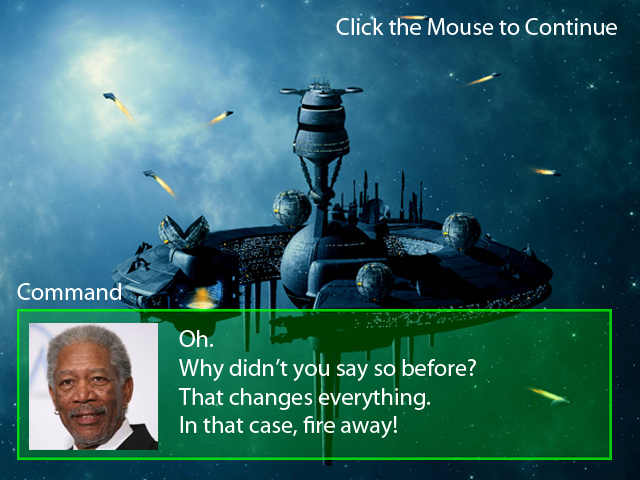 Click the Mouse to Continue
Command
Oh.
Why didn't you say so before?
That changes everything.
In that case, fire away!